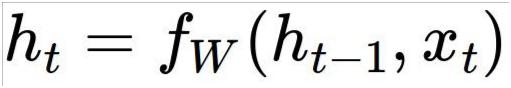 h_t = f_W(h_{t-1}, x_t)